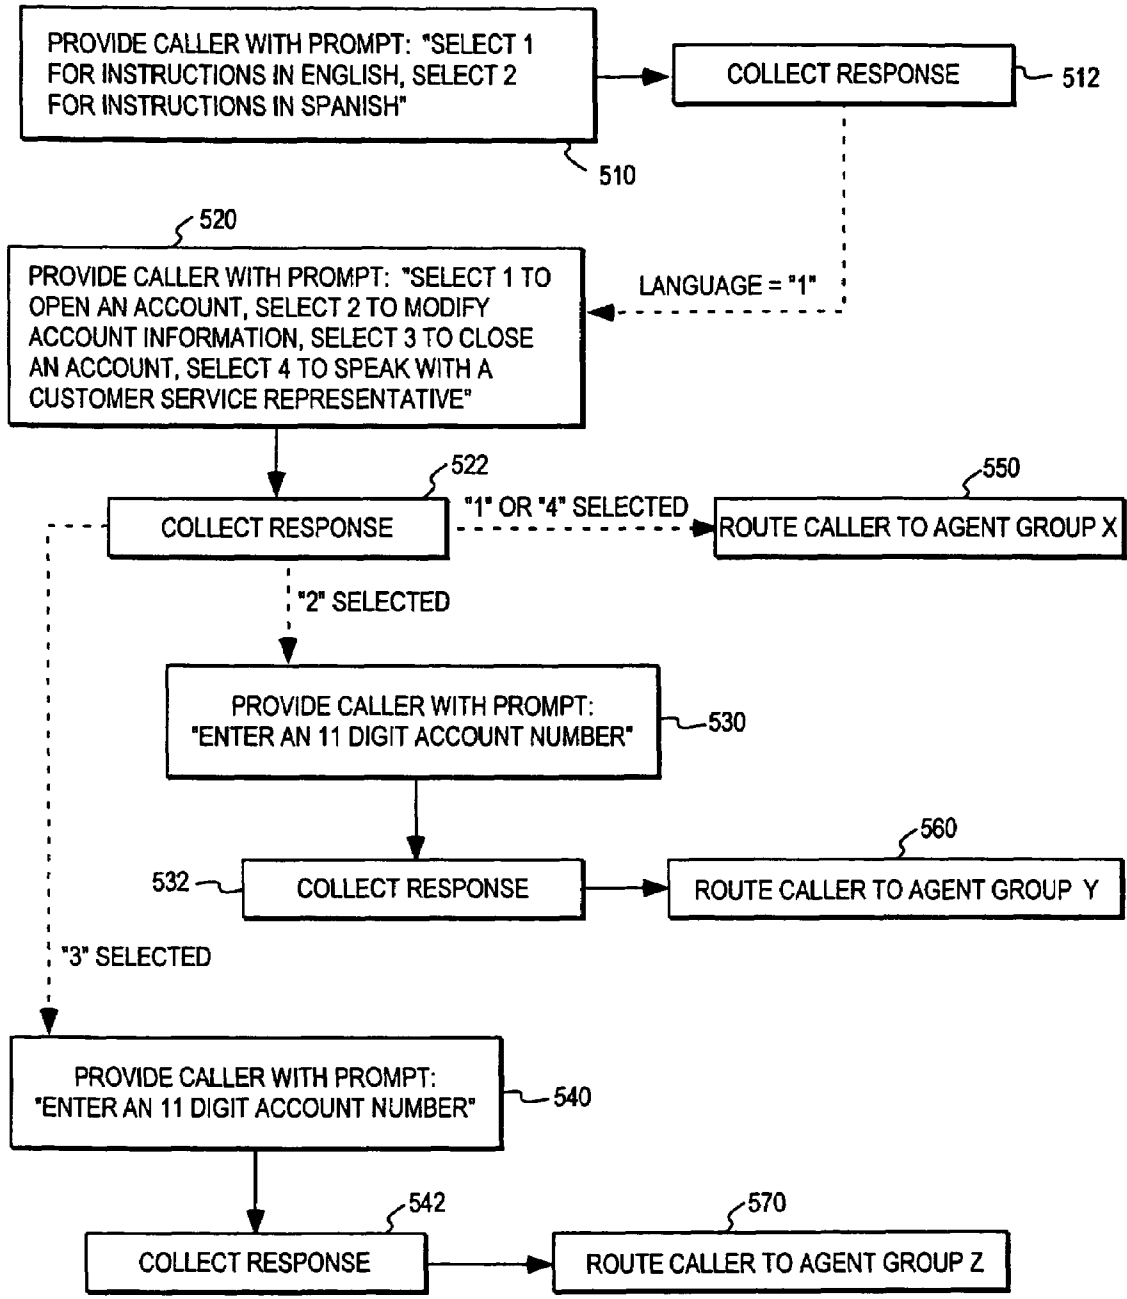 PROVIDE CALLER WITH PROMPT: "SELECT 1
FOR INSTRUCTIONS IN ENGLISH, SELECT 2
FOR INSTRUCTIONS IN SPANISH"
510
COLLECT RESPONSE
512
LANGUAGE = "1"
520
PROVIDE CALLER WITH PROMPT: "SELECT 1 TO
OPEN AN ACCOUNT, SELECT 2 TO MODIFY
ACCOUNT INFORMATION, SELECT 3 TO CLOSE
AN ACCOUNT, SELECT 4 TO SPEAK WITH A
CUSTOMER SERVICE REPRESENTATIVE"
522
COLLECT RESPONSE
"1" OR "4" SELECTED
550
ROUTE CALLER TO AGENT GROUP X
"2" SELECTED
PROVIDE CALLER WITH PROMPT:
"ENTER AN 11 DIGIT ACCOUNT NUMBER"
530
532
COLLECT RESPONSE
560
ROUTE CALLER TO AGENT GROUP Y
"3" SELECTED
PROVIDE CALLER WITH PROMPT:
"ENTER AN 11 DIGIT ACCOUNT NUMBER"
540
542
COLLECT RESPONSE
570
ROUTE CALLER TO AGENT GROUP Z